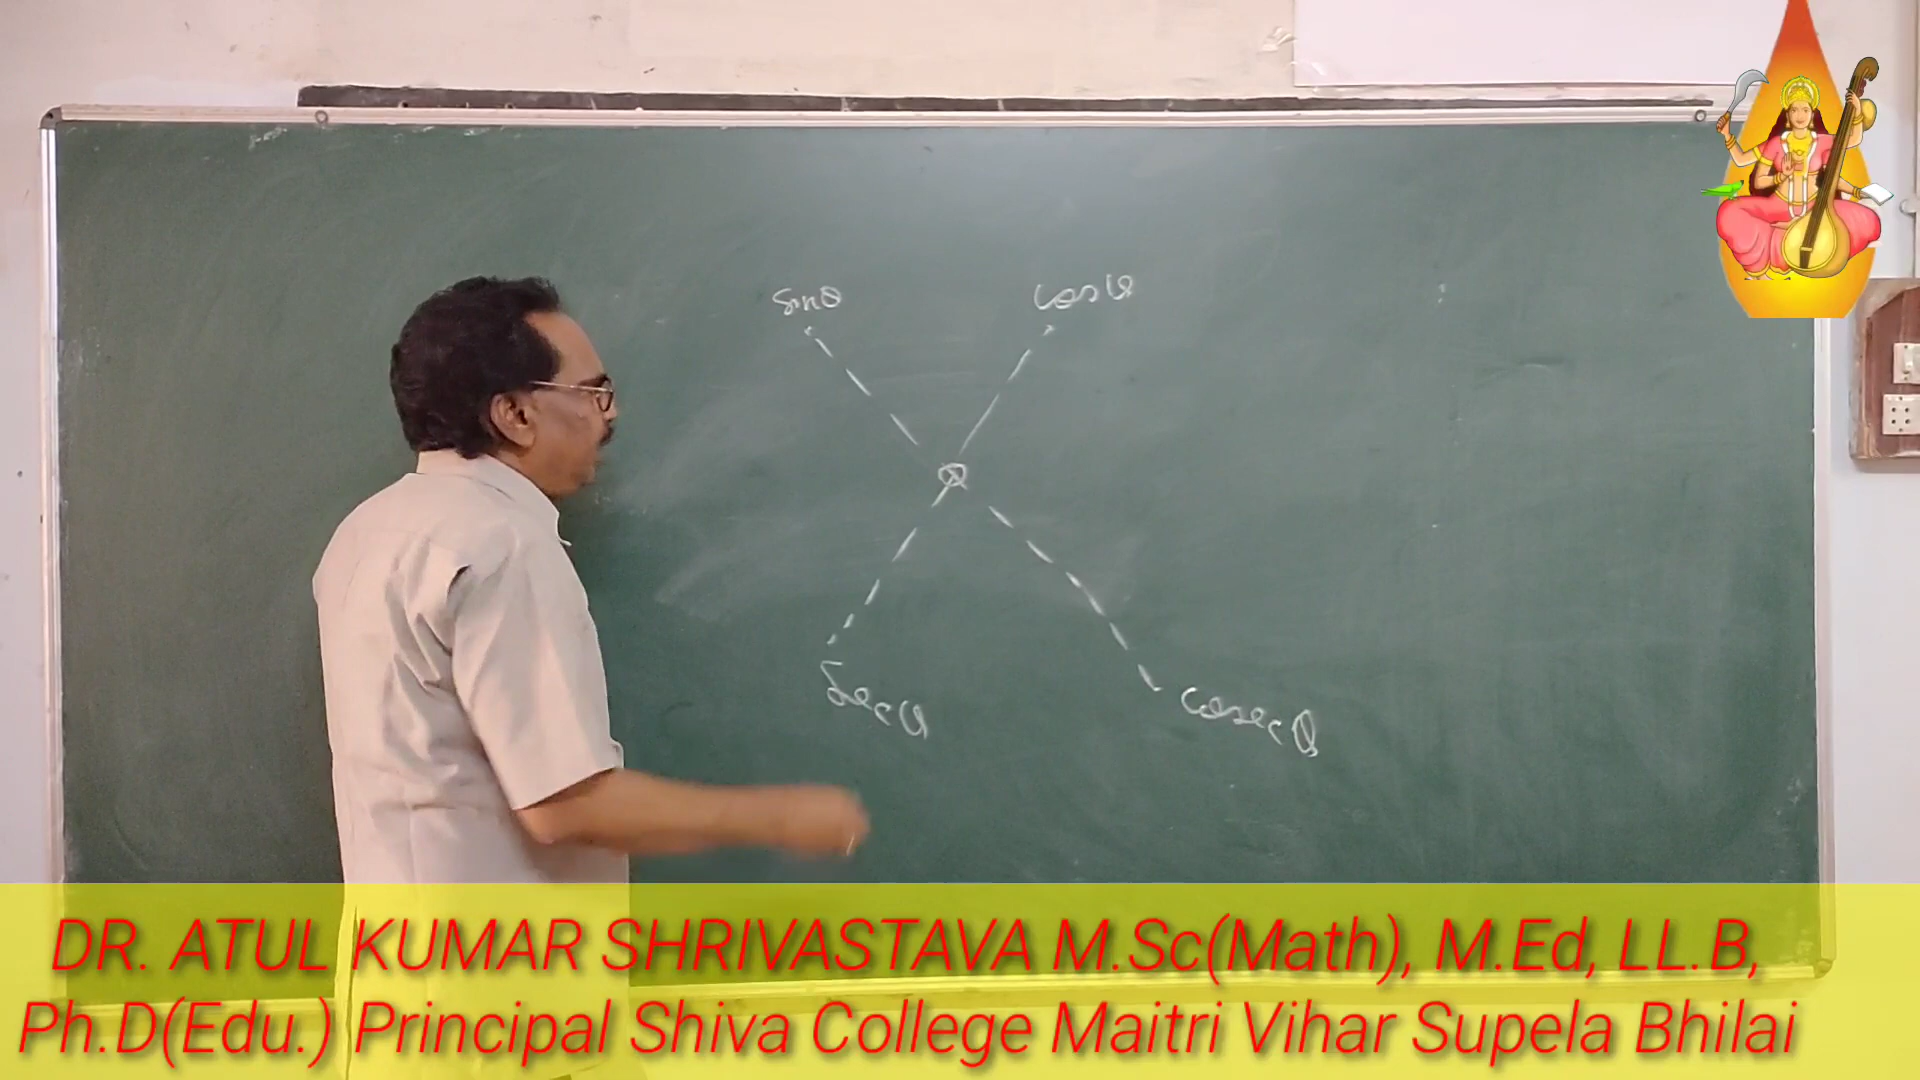 sinθ cosθ
secθ cosecθ
DR. ATUL KUMAR SHRIVASTAVA M.Sc(Math), M.Ed, LL.B,
Ph.D(Edu.) Principal Shiva College Maitri Vihar Supela Bhilai